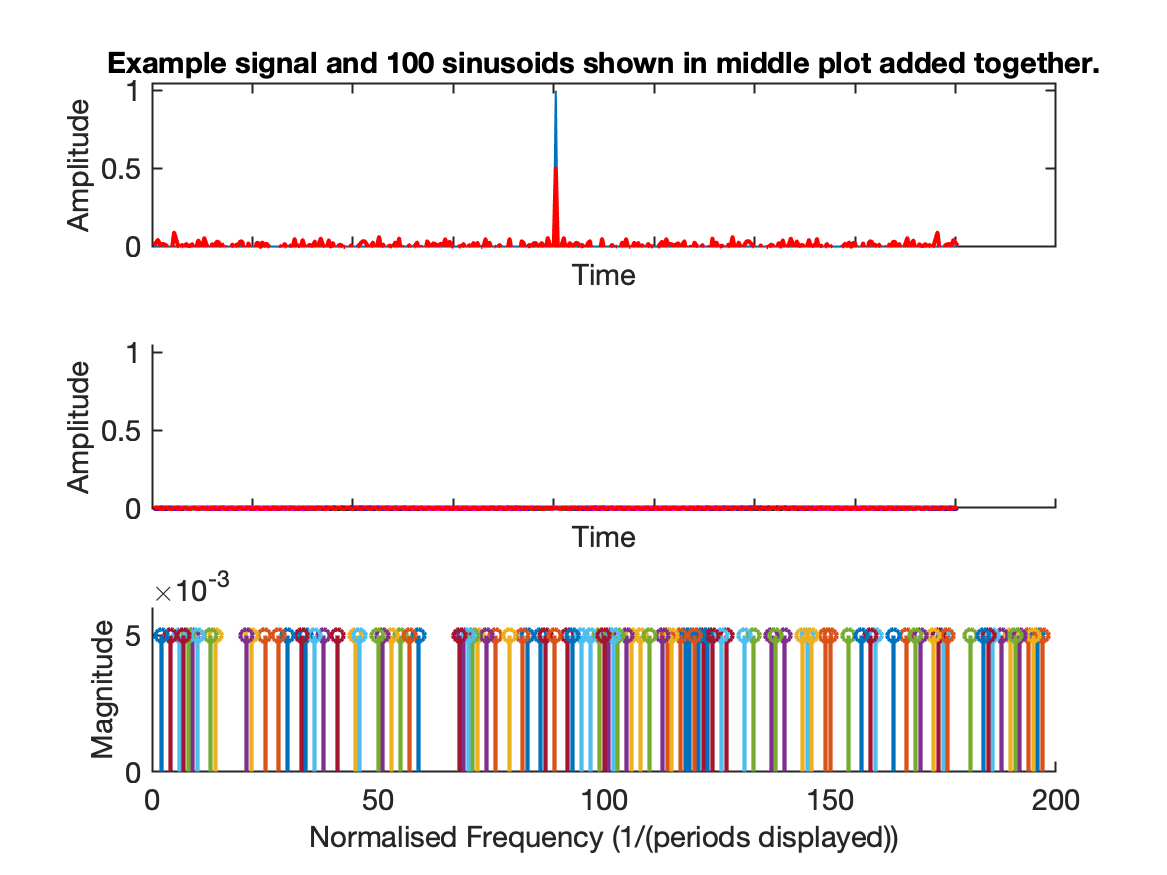 Example signal and 100 sinusoids shown in middle plot added together.
1
0.5
0
Amplitude
Time
1
0.5
0
Amplitude
Time
×10-3
5
0
Magnitude
0 50 100 150 200
Normalised Frequency (1/(periods displayed))